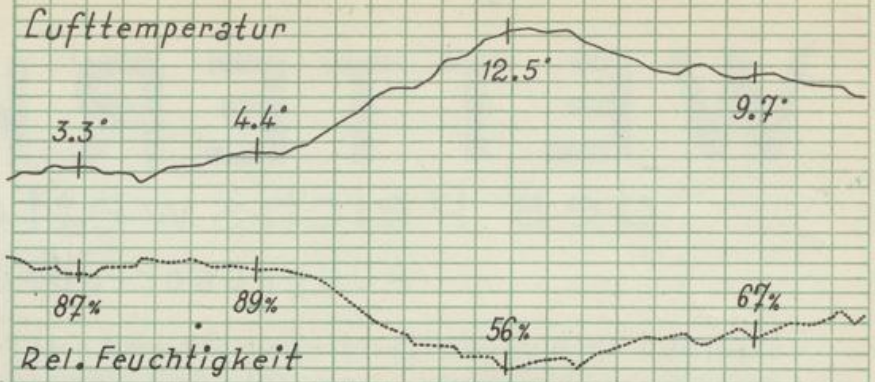 Lufttemperatur
3.3° 4.4° 12.5° 9.7°
87% 89% 56% 67%
Rel. Feuchtigkeit